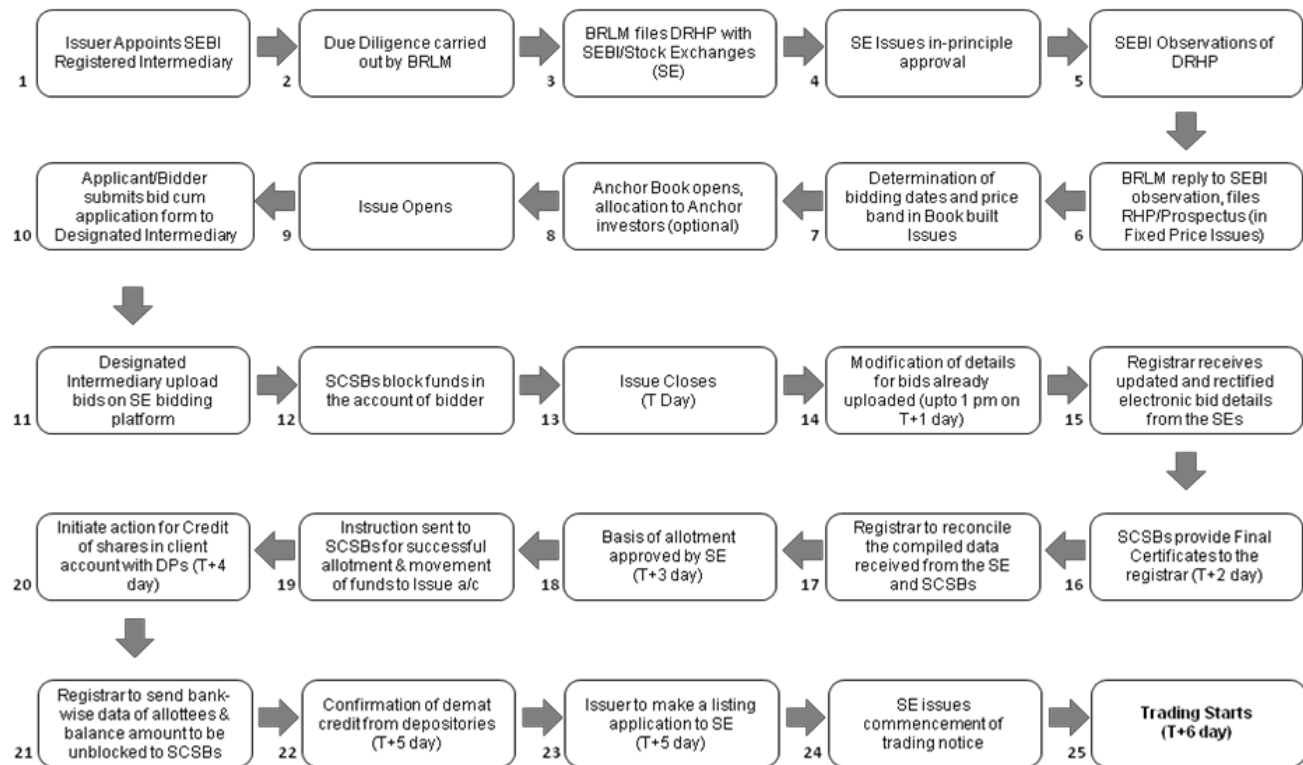 Issuer Appoints SEBI
Registered Intermediary
1
Due Diligence carried
out by BRLM
2
BRLM files DRHP with
SEBI/Stock Exchanges
(SE)
3
SE Issues in-principle
approval
4
SEBI Observations of
DRHP
5
BRLM reply to SEBI
observation, files
RHP/Prospectus (in
Fixed Price Issues)
6
Determination of
bidding dates and price
band in Book built
Issues
7
Anchor Book opens,
allocation to Anchor
investors (optional)
8
Issue Opens
9
Applicant/Bidder
submits bid cum
application form to
Designated Intermediary
10
Designated
Intermediary upload
bids on SE bidding
platform
11
SCSBs block funds in
the account of bidder
12
Issue Closes
(T Day)
13
Modification of details
for bids already
uploaded (upto 1 pm on
T+1 day)
14
Registrar receives
updated and rectified
electronic bid details
from the SEs
15
SCSBs provide Final
Certificates to the
registrar (T+2 day)
16
Registrar to reconcile
the compiled data
received from the SE
and SCSBs
17
Basis of allotment
approved by SE
(T+3 day)
18
Instruction sent to
SCSBs for successful
allotment & movement
of funds to Issue a/c
19
Initiate action for Credit
of shares in client
account with DPs (T+4
day)
20
Registrar to send bank-
wise data of allottees &
balance amount to be
unblocked to SCSBs
21
Confirmation of demat
credit from depositories
(T+5 day)
22
Issuer to make a listing
application to SE
(T+5 day)
23
SE issues
commencement of
trading notice
24
Trading Starts
(T+6 day)
25